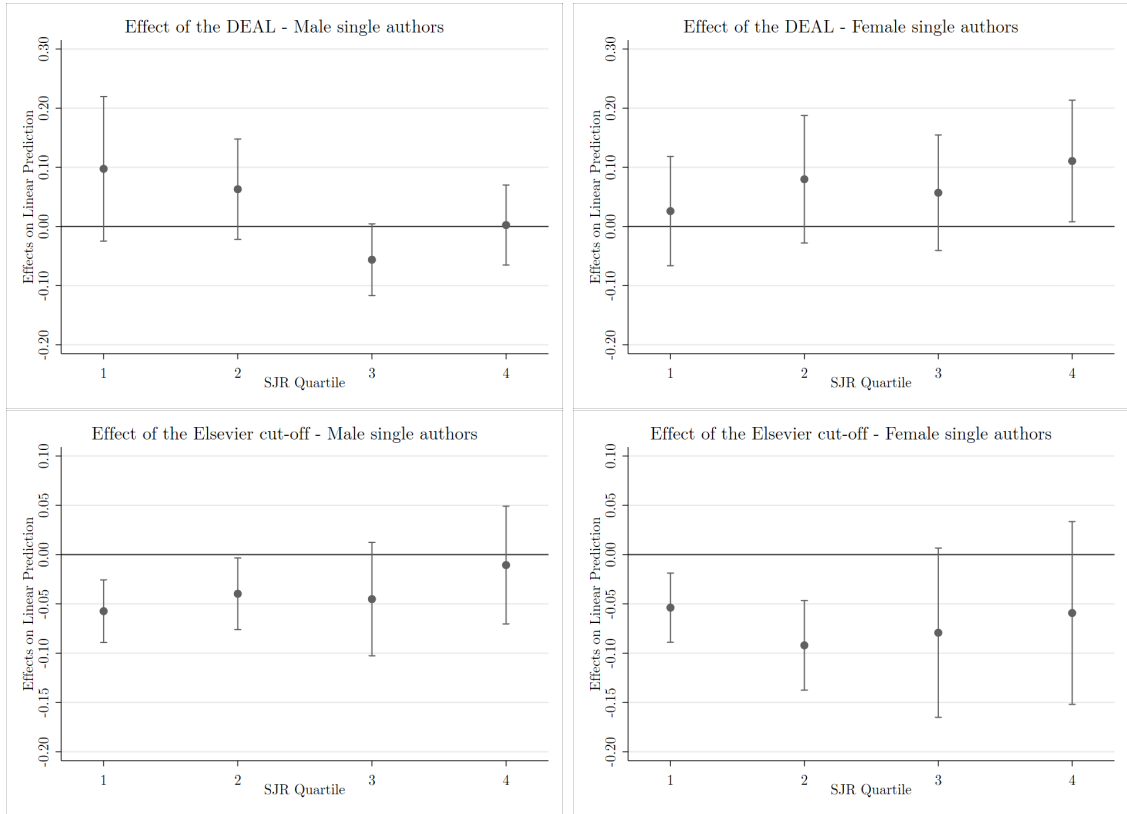 Effect of the DEAL - Male single authors
Effects on Linear Prediction
0.30
0.20
0.10
0.00
-0.10
-0.20
1 2 3 4
SJR Quartile
Effect of the DEAL - Female single authors
Effects on Linear Prediction
0.30
0.20
0.10
0.00
-0.10
-0.20
1 2 3 4
SJR Quartile
Effect of the Elsevier cut-off - Male single authors
Effects on Linear Prediction
0.10
0.05
0.00
-0.05
-0.10
-0.15
-0.20
1 2 3 4
SJR Quartile
Effect of the Elsevier cut-off - Female single authors
Effects on Linear Prediction
0.10
0.05
0.00
-0.05
-0.10
-0.15
-0.20
1 2 3 4
SJR Quartile